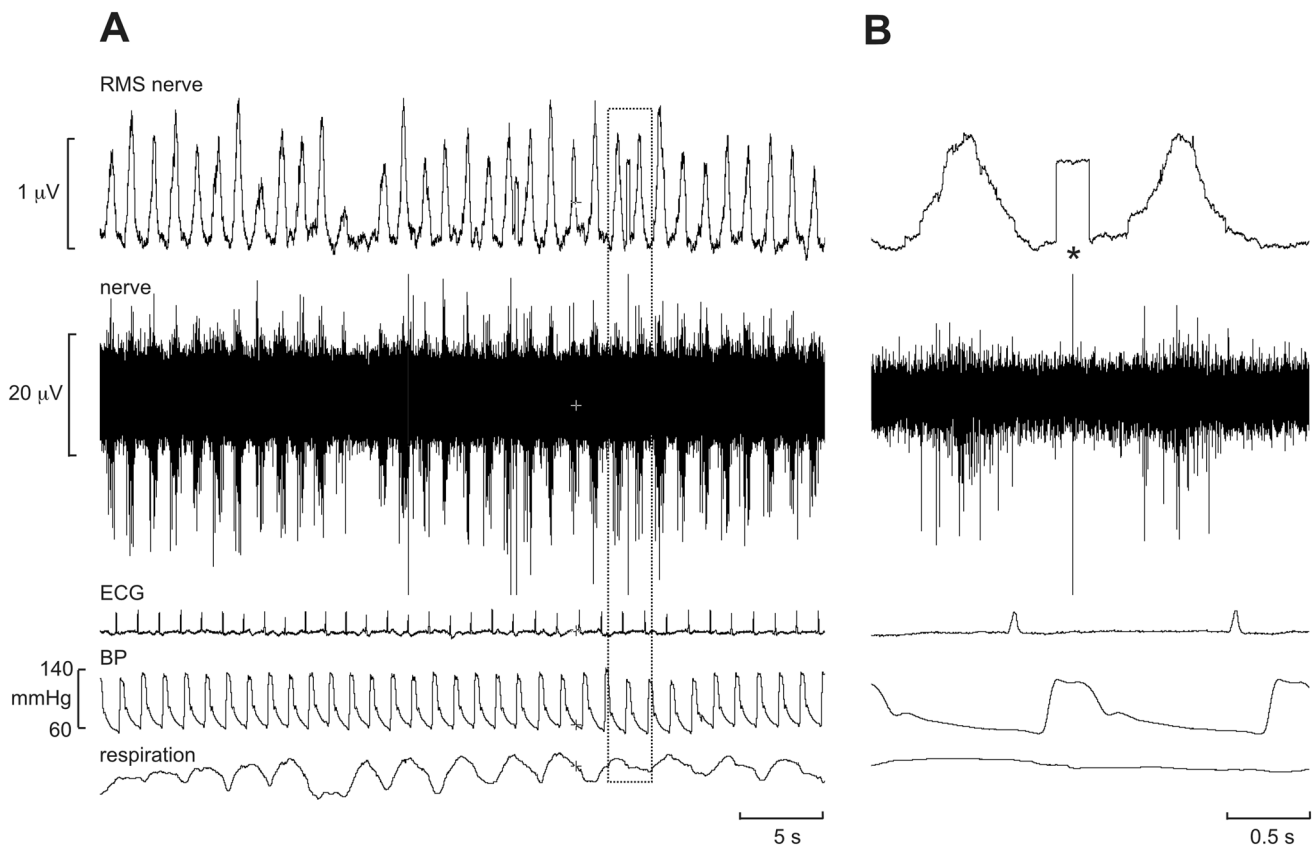 A
B
RMS nerve
1 μV
*
nerve
20 μV
ECG
BP
140
mmHg
60
respiration
5 s
0.5 s